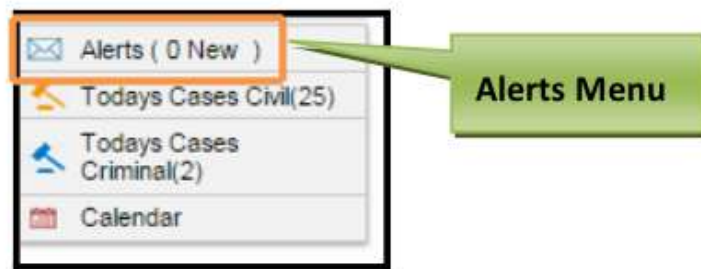 Alerts ( 0 New )
Todays Cases Civil(25)
Todays Cases
Criminal(2)
Calendar
Alerts Menu